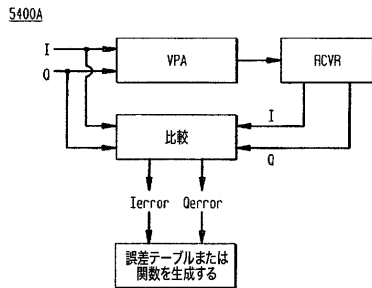 5400A
I
Q
VPA
RCVR
I
比較
Q
Ierror Qerror
誤差テーブルまたは
関数を生成する